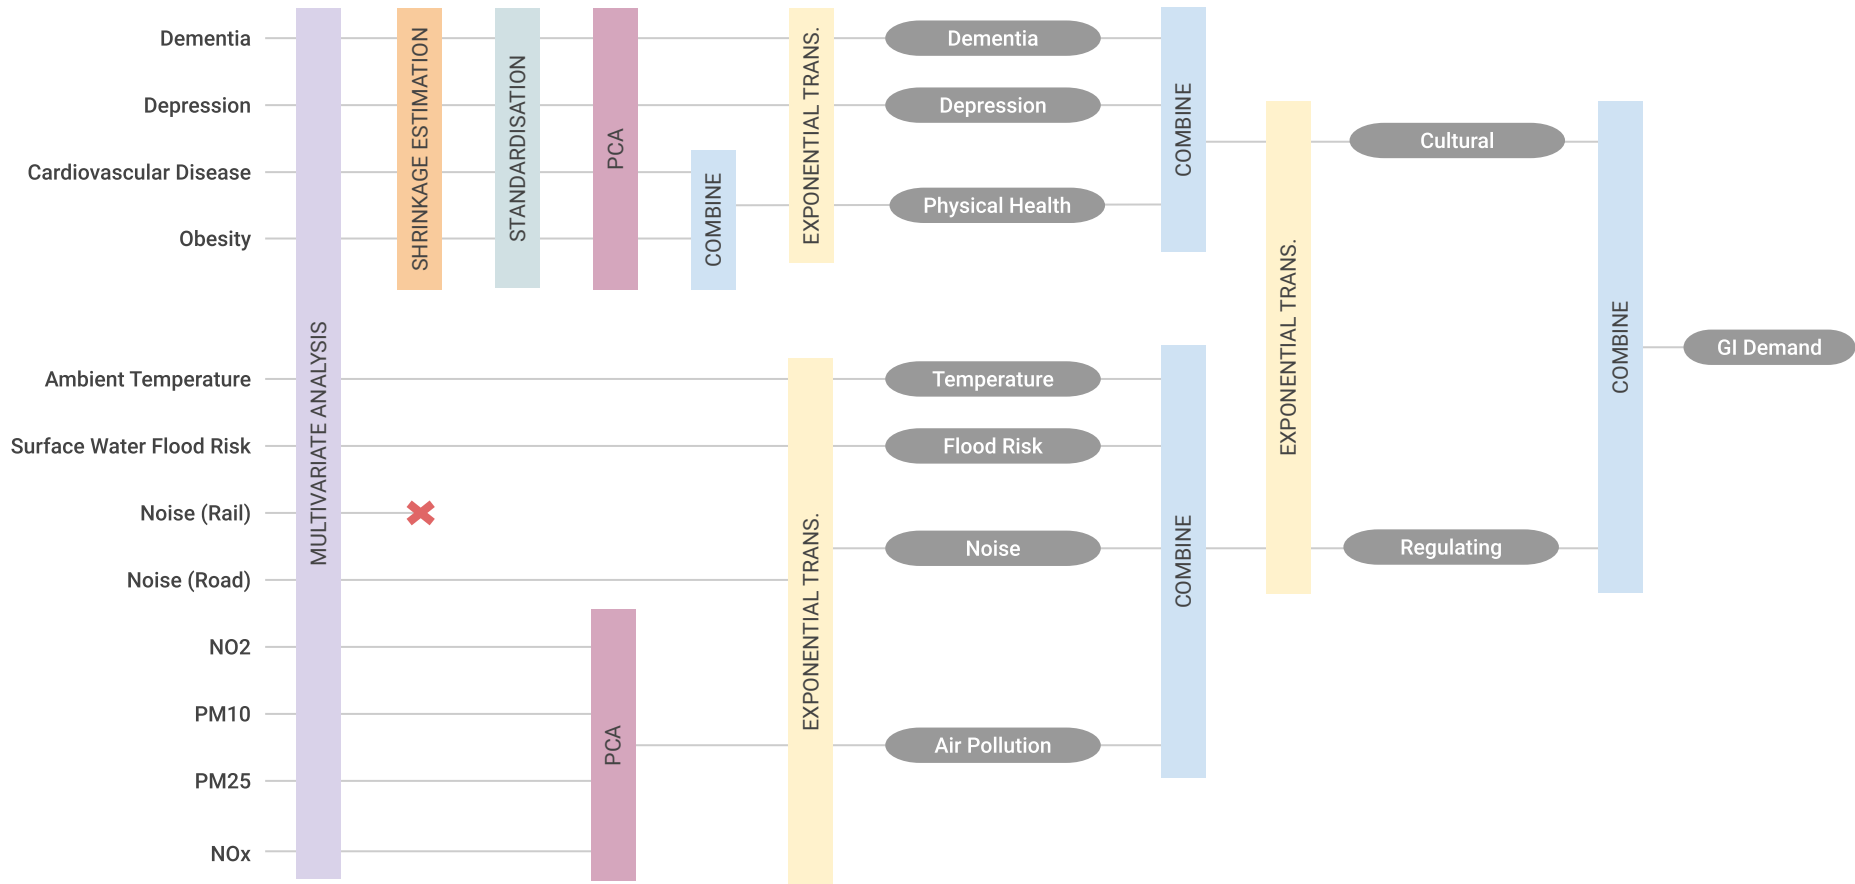 Dementia
Depression
Cardiovascular Disease
Obesity
Ambient Temperature
Surface Water Flood Risk
Noise (Rail)
Noise (Road)
NO2
PM10
PM25
NOx
MULTIVARIATE ANALYSIS
SHRINKAGE ESTIMATION
STANDARDISATION
PCA
COMBINE
EXPONENTIAL TRANS.
PCA
EXPONENTIAL TRANS.
Dementia
Depression
Physical Health
Temperature
Flood Risk
Noise
Air Pollution
COMBINE
COMBINE
EXPONENTIAL TRANS.
Cultural
Regulating
COMBINE
GI Demand